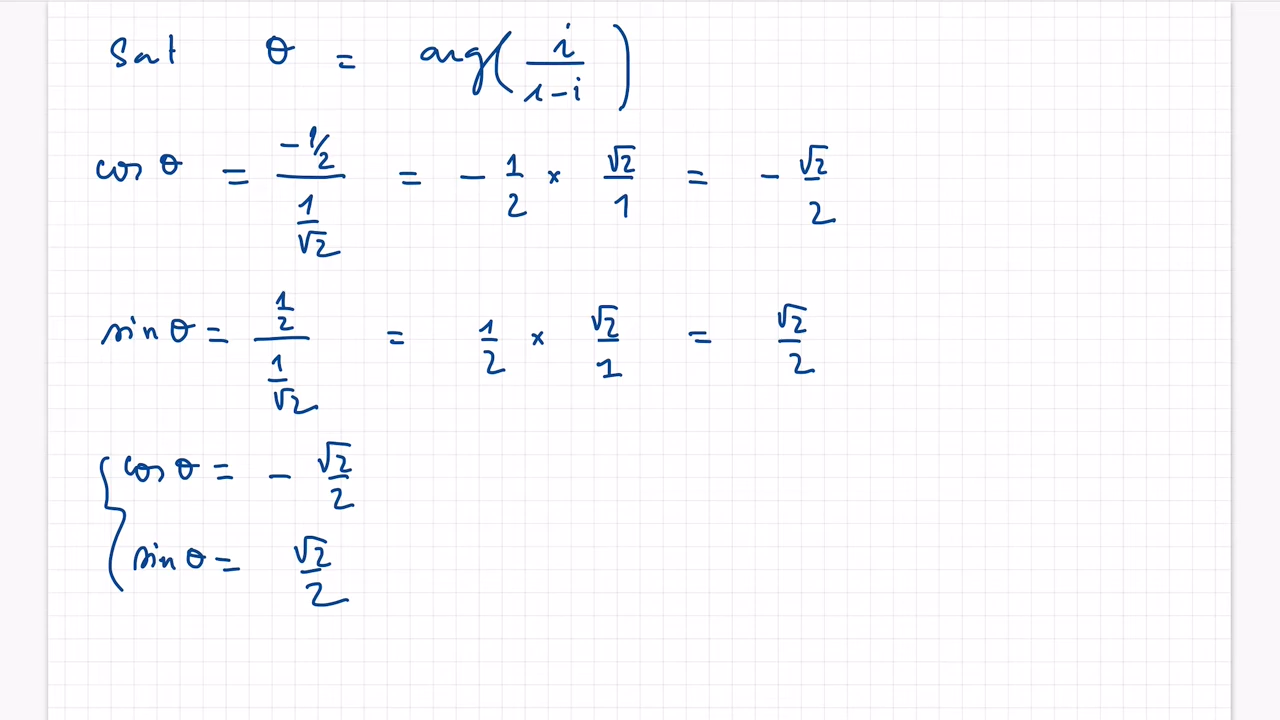 Soit θ = arg(i/(1-i))
cos θ = (-1/2)/(1/√2) = - 1/2 × √2/1 = - √2/2
sin θ = (1/2)/(1/√2) = 1/2 × √2/1 = √2/2
{ cos θ = - √2/2
sin θ = √2/2